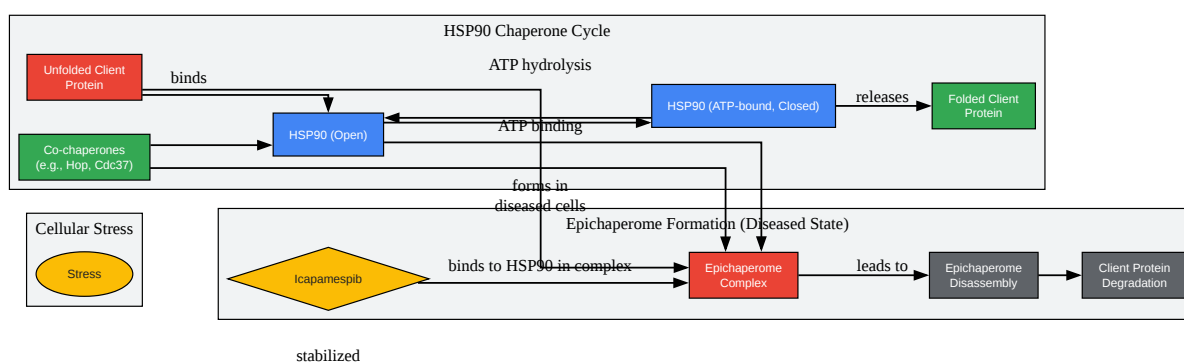 HSP90 Chaperone Cycle
Unfolded Client
Protein
binds
ATP hydrolysis
HSP90 (ATP-bound, Closed)
releases
Folded Client
Protein
HSP90 (Open)
ATP binding
Co-chaperones
(e.g., Hop, Cdc37)
forms in
diseased cells
Cellular Stress
Stress
Epichaperome Formation (Diseased State)
Icapamespib
binds to HSP90 in complex
Epichaperome
Complex
leads to
Epichaperome
Disassembly
Client Protein
Degradation
stabilized